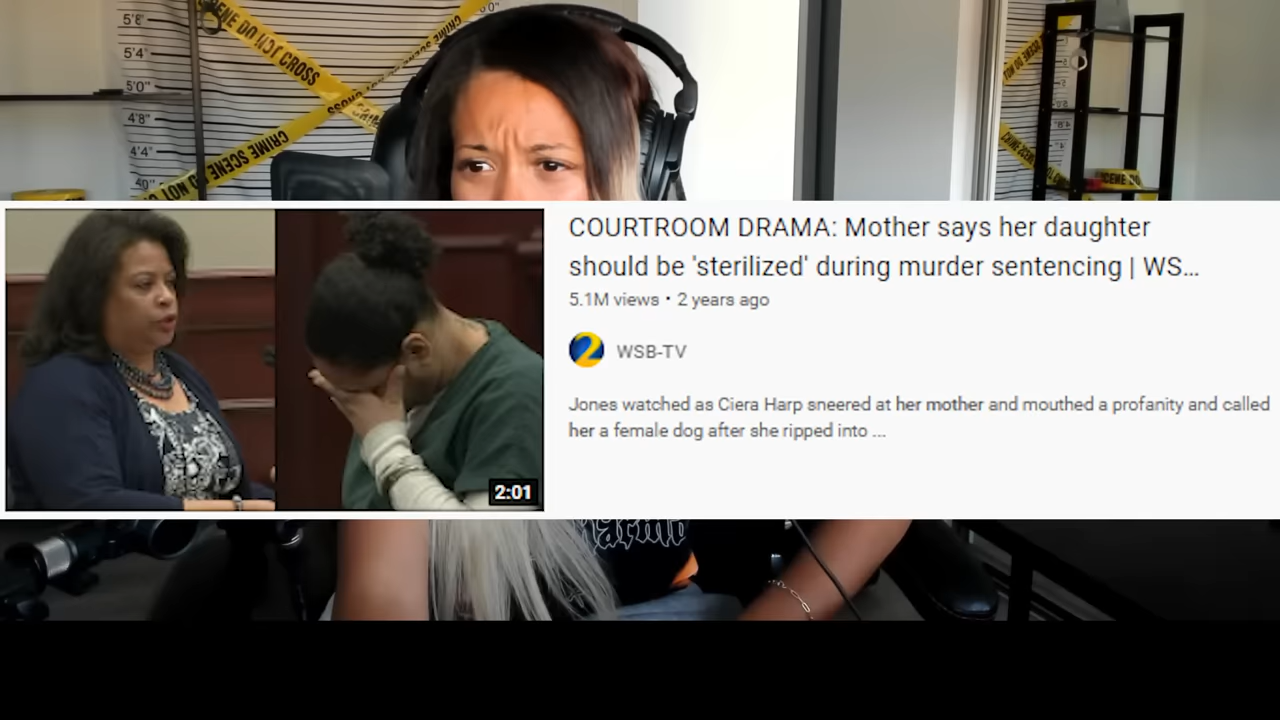 5'8"
SCENE DO NOT CROSS
5'4"
5'0"
4'8"
4'4"
CRIME SCENE DO NOT
COURTROOM DRAMA: Mother says her daughter
should be 'sterilized' during murder sentencing | WS...
5.1M views • 2 years ago
2 WSB-TV
Jones watched as Ciera Harp sneered at her mother and mouthed a profanity and called
her a female dog after she ripped into ...
2:01